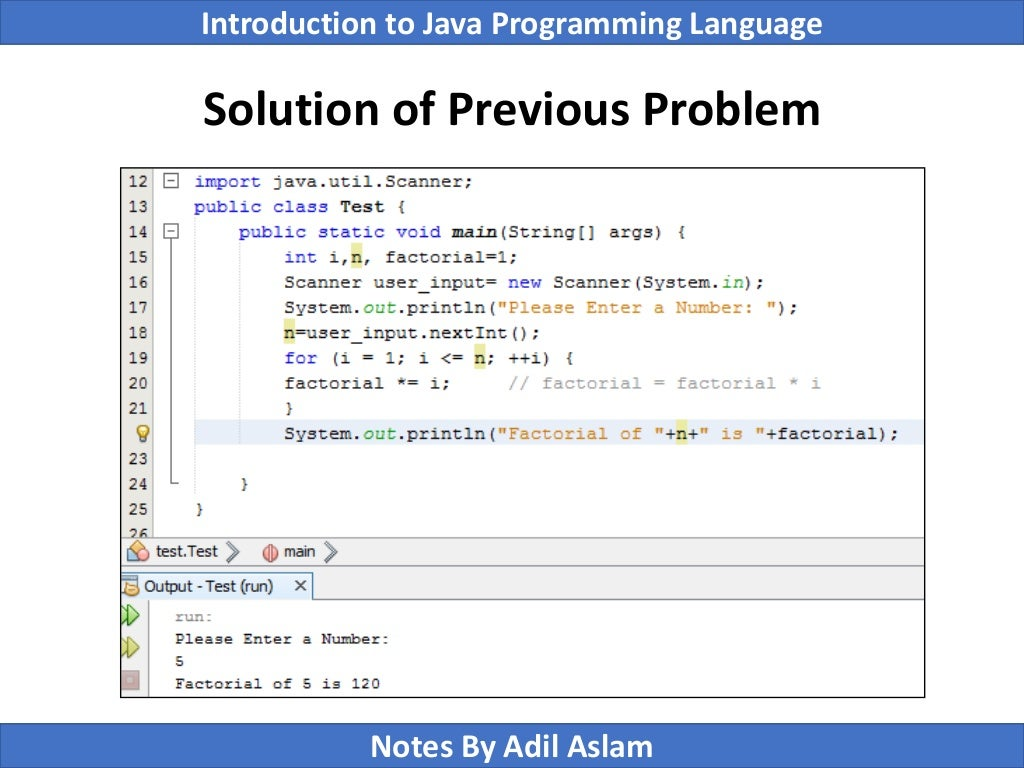 Introduction to Java Programming Language
Solution of Previous Problem
12 import java.util.Scanner;
13 public class Test {
14 public static void main(String[] args) {
15 int i,n, factorial=1;
16 Scanner user_input= new Scanner(System.in);
17 System.out.println("Please Enter a Number: ");
18 n=user_input.nextInt();
19 for (i = 1; i <= n; ++i) {
20 factorial *= i; // factorial = factorial * i
21 }
System.out.println("Factorial of "+n+" is "+factorial);
23
24 }
25 }
26
test.Test main
Output - Test (run)
run:
Please Enter a Number:
5
Factorial of 5 is 120
Notes By Adil Aslam